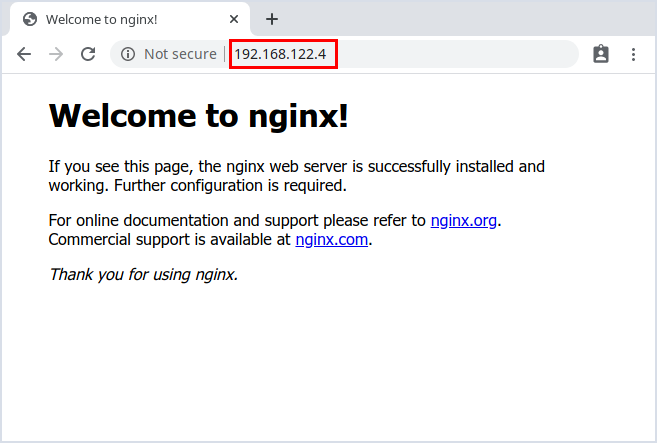 Welcome to nginx!
Not secure | 192.168.122.4
Welcome to nginx!
If you see this page, the nginx web server is successfully installed and
working. Further configuration is required.
For online documentation and support please refer to nginx.org.
Commercial support is available at nginx.com.
Thank you for using nginx.